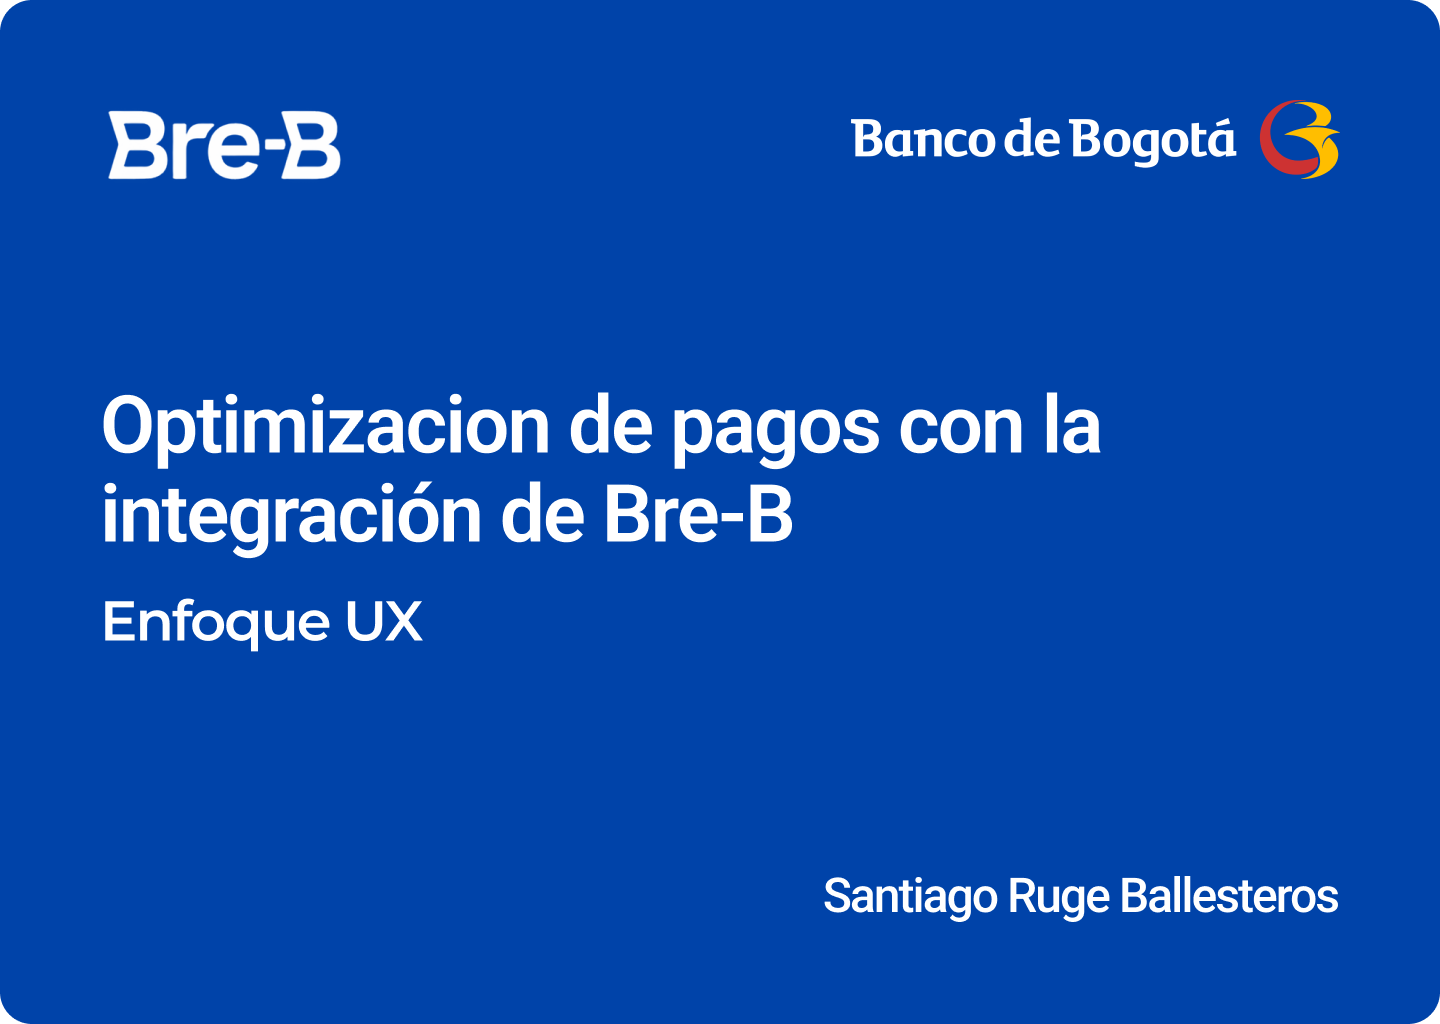 Bre-B
Banco de Bogotá
Optimizacion de pagos con la
integración de Bre-B
Enfoque UX
Santiago Ruge Ballesteros